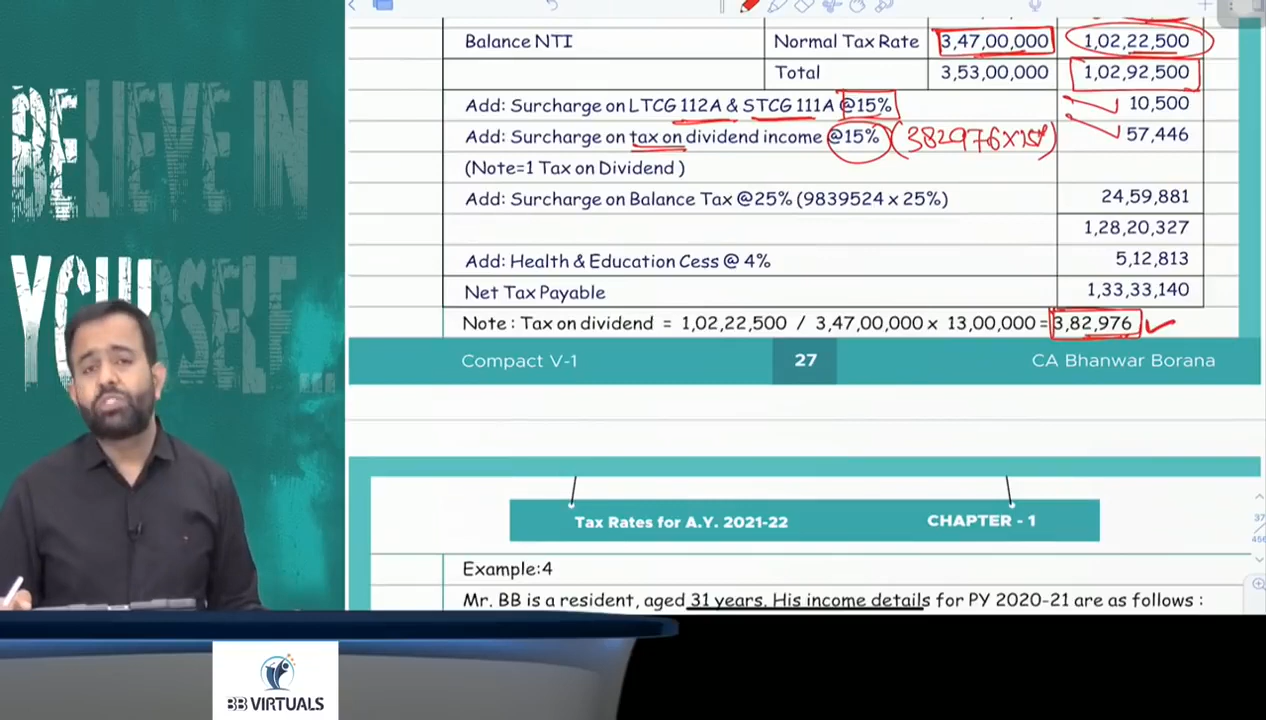 BELIEVE IN
YOURSELF...
Balance NTI Normal Tax Rate 3,47,00,000 1,02,22,500
Total 3,53,00,000 1,02,92,500
Add: Surcharge on LTCG 112A & STCG 111A @15% 10,500
Add: Surcharge on tax on dividend income @15% (382976×15%) 57,446
(Note=1 Tax on Dividend )
Add: Surcharge on Balance Tax @25% (9839524 x 25%) 24,59,881
1,28,20,327
Add: Health & Education Cess @ 4% 5,12,813
Net Tax Payable 1,33,33,140
Note : Tax on dividend = 1,02,22,500 / 3,47,00,000 x 13,00,000 = 3,82,976
Compact V-1 27 CA Bhanwar Borana
Tax Rates for A.Y. 2021-22 CHAPTER - 1
37
456
Example:4
Mr. BB is a resident, aged 31 years. His income details for PY 2020-21 are as follows :
BB VIRTUALS